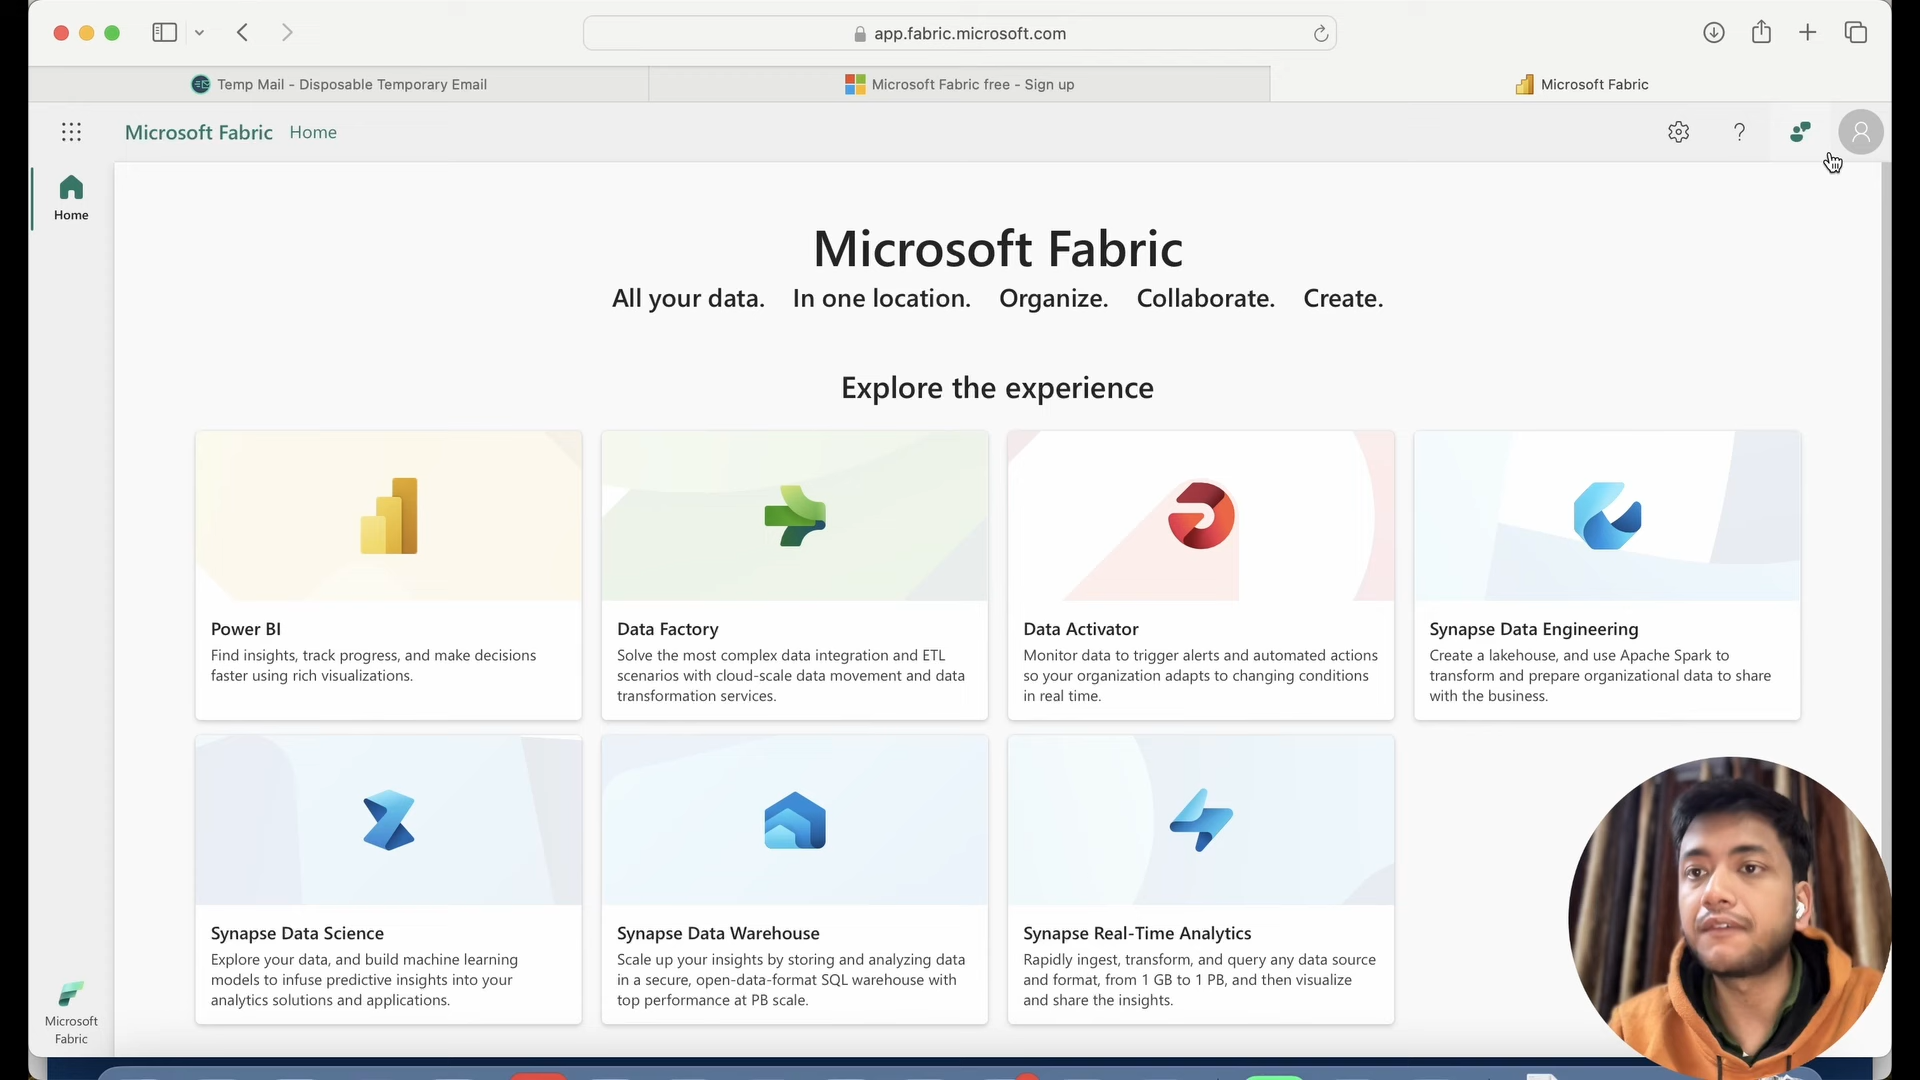 app.fabric.microsoft.com
Temp Mail - Disposable Temporary Email
Microsoft Fabric free - Sign up
Microsoft Fabric
Microsoft Fabric Home
Home
Microsoft Fabric
All your data. In one location. Organize. Collaborate. Create.
Explore the experience
Power BI
Find insights, track progress, and make decisions
faster using rich visualizations.
Data Factory
Solve the most complex data integration and ETL
scenarios with cloud-scale data movement and data
transformation services.
Data Activator
Monitor data to trigger alerts and automated actions
so your organization adapts to changing conditions
in real time.
Synapse Data Engineering
Create a lakehouse, and use Apache Spark to
transform and prepare organizational data to share
with the business.
Synapse Data Science
Explore your data, and build machine learning
models to infuse predictive insights into your
analytics solutions and applications.
Synapse Data Warehouse
Scale up your insights by storing and analyzing data
in a secure, open-data-format SQL warehouse with
top performance at PB scale.
Synapse Real-Time Analytics
Rapidly ingest, transform, and query any data source
and format, from 1 GB to 1 PB, and then visualize
and share the insights.
Microsoft
Fabric